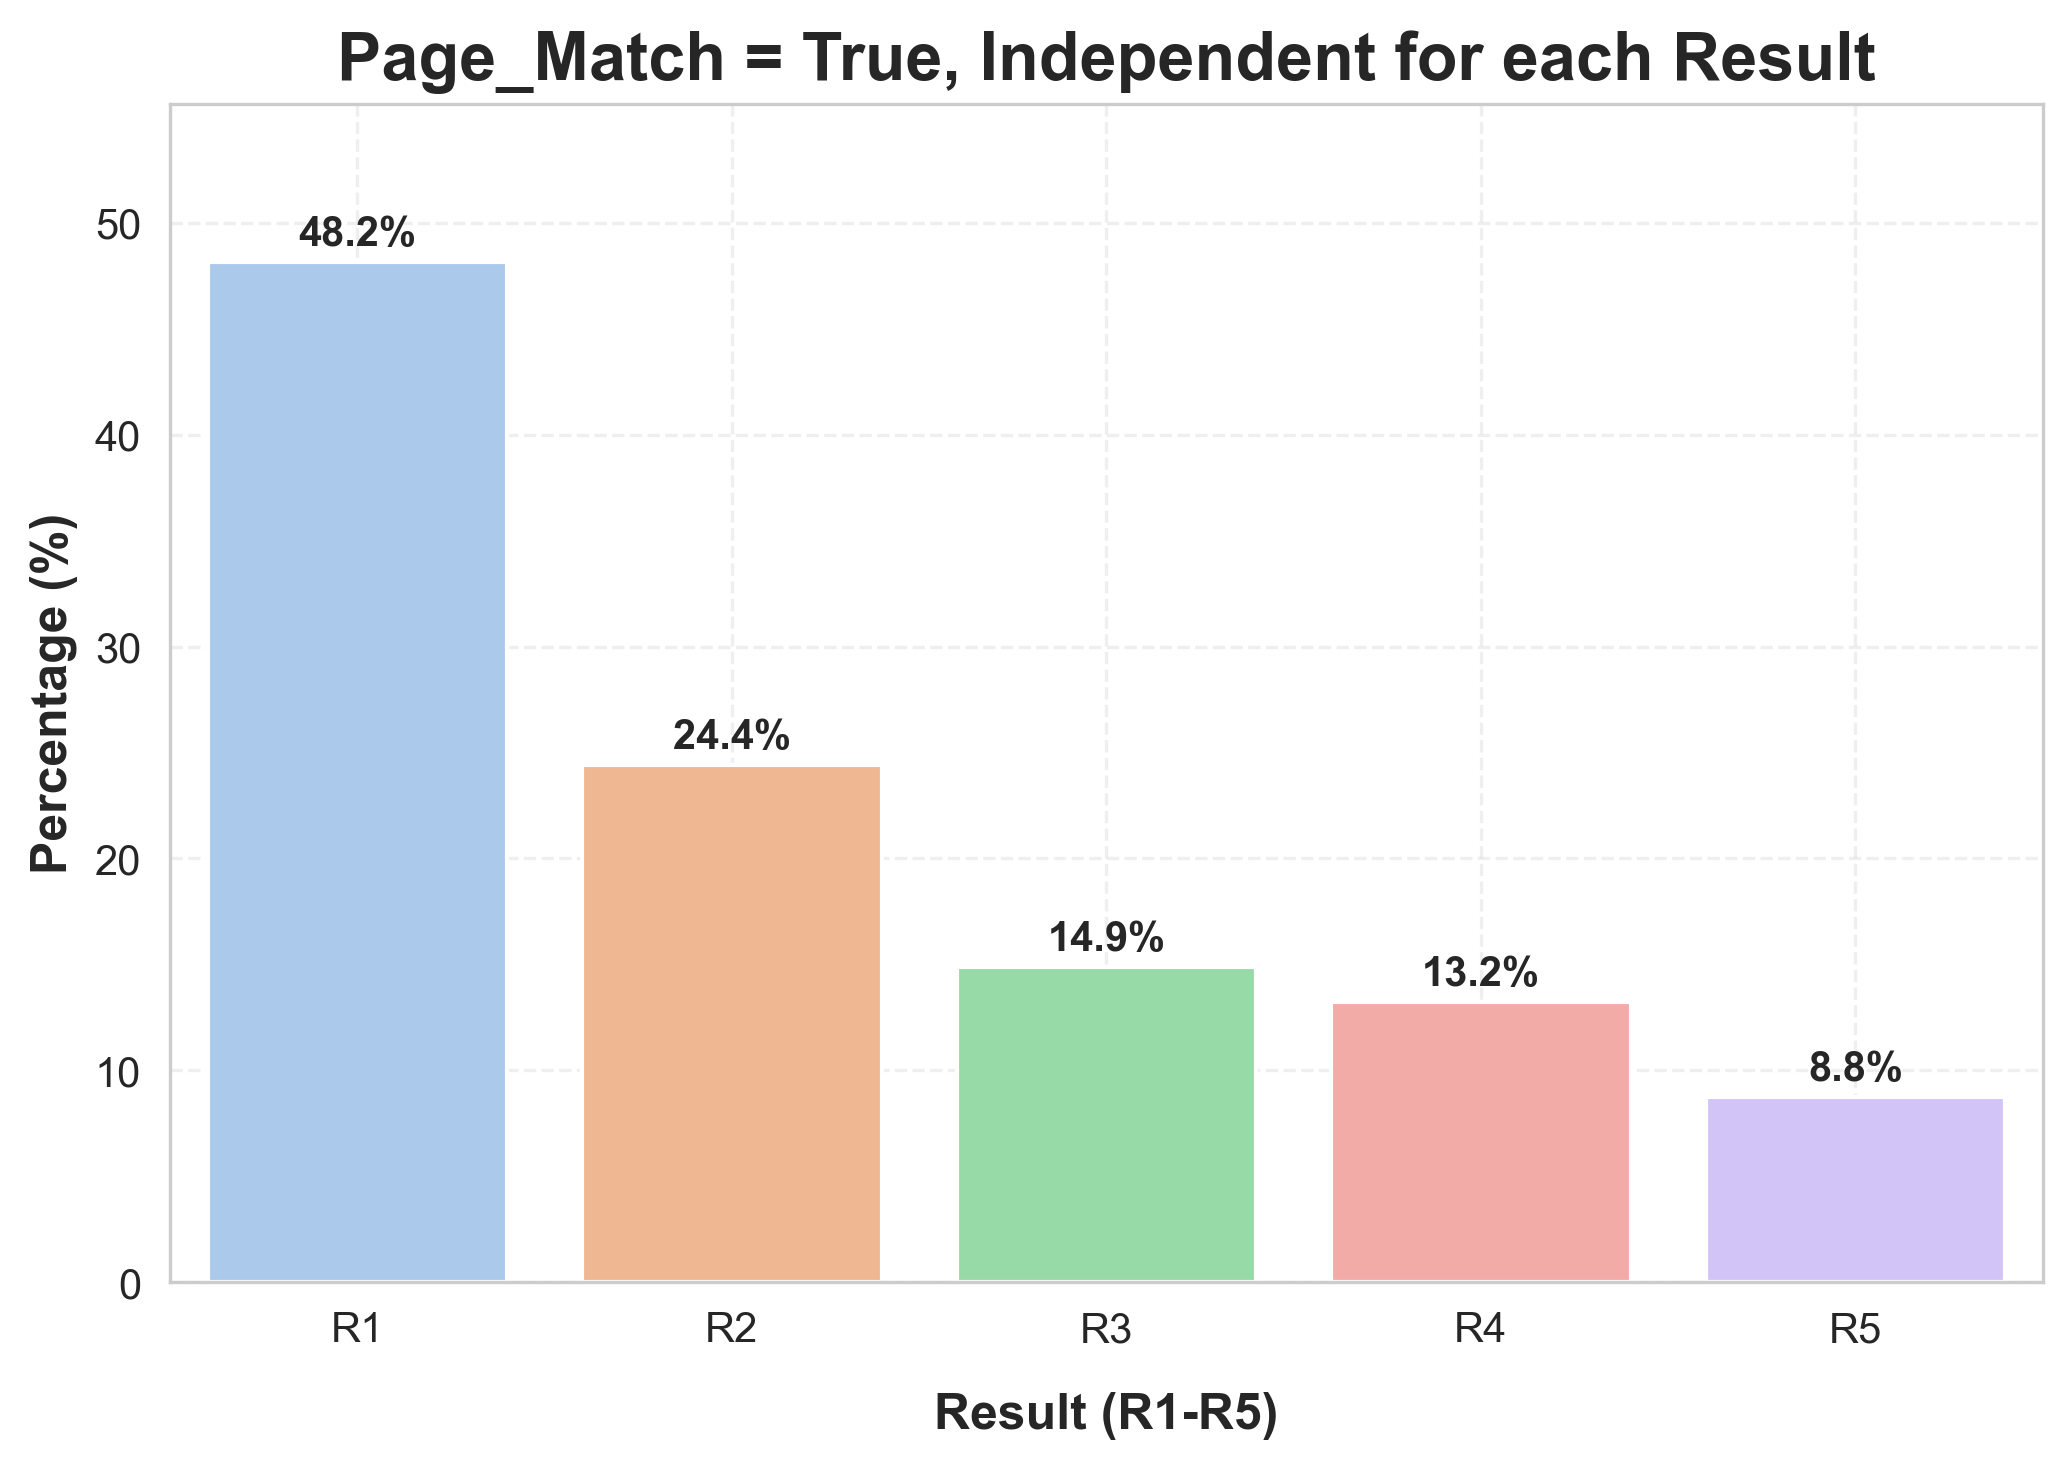 Page_Match = True, Independent for each Result
Percentage (%)
50
40
30
20
10
0
48.2%
24.4%
14.9%
13.2%
8.8%
R1
R2
R3
R4
R5
Result (R1-R5)